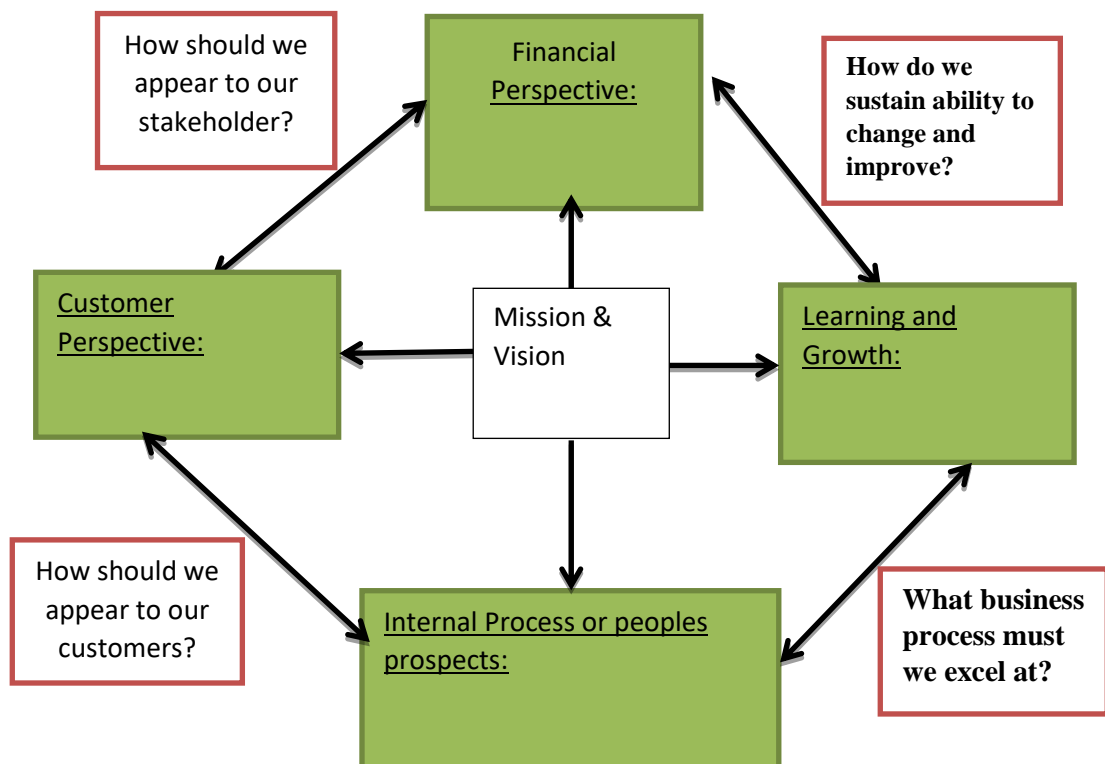 How should we
appear to our
stakeholder?
Financial
Perspective:
How do we
sustain ability to
change and
improve?
Customer
Perspective:
Mission &
Vision
Learning and
Growth:
How should we
appear to our
customers?
Internal Process or peoples
prospects:
What business
process must
we excel at?